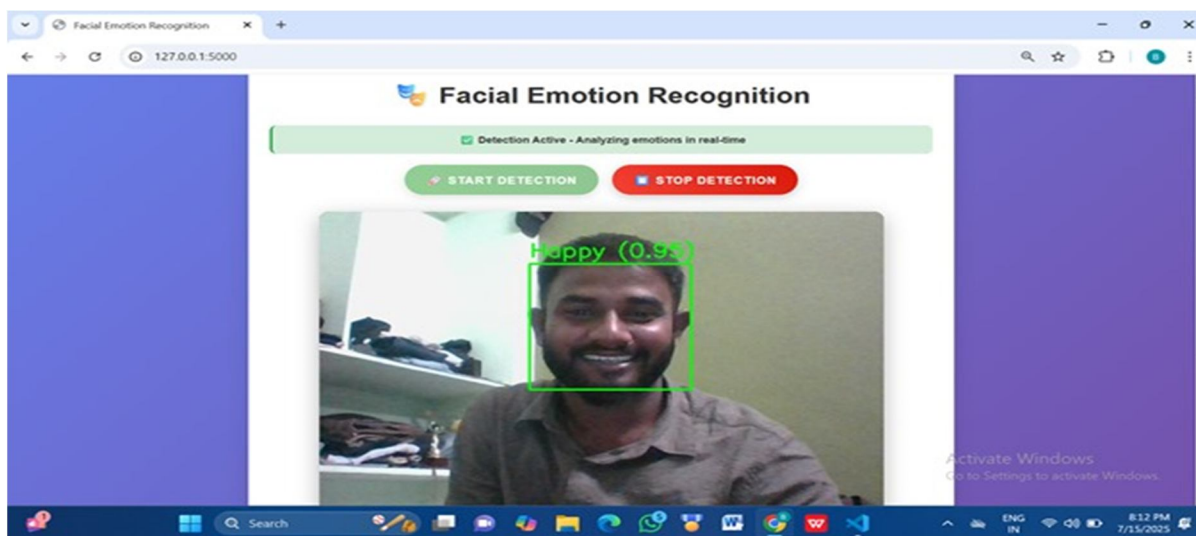 Facial Emotion Recognition
127.0.0.1:5000
B
Facial Emotion Recognition
Detection Active - Analyzing emotions in real-time
START DETECTION
STOP DETECTION
Happy (0.95)
Activate Windows
Go to Settings to activate Windows.
Search
ENG
IN
8:12 PM
7/15/2025